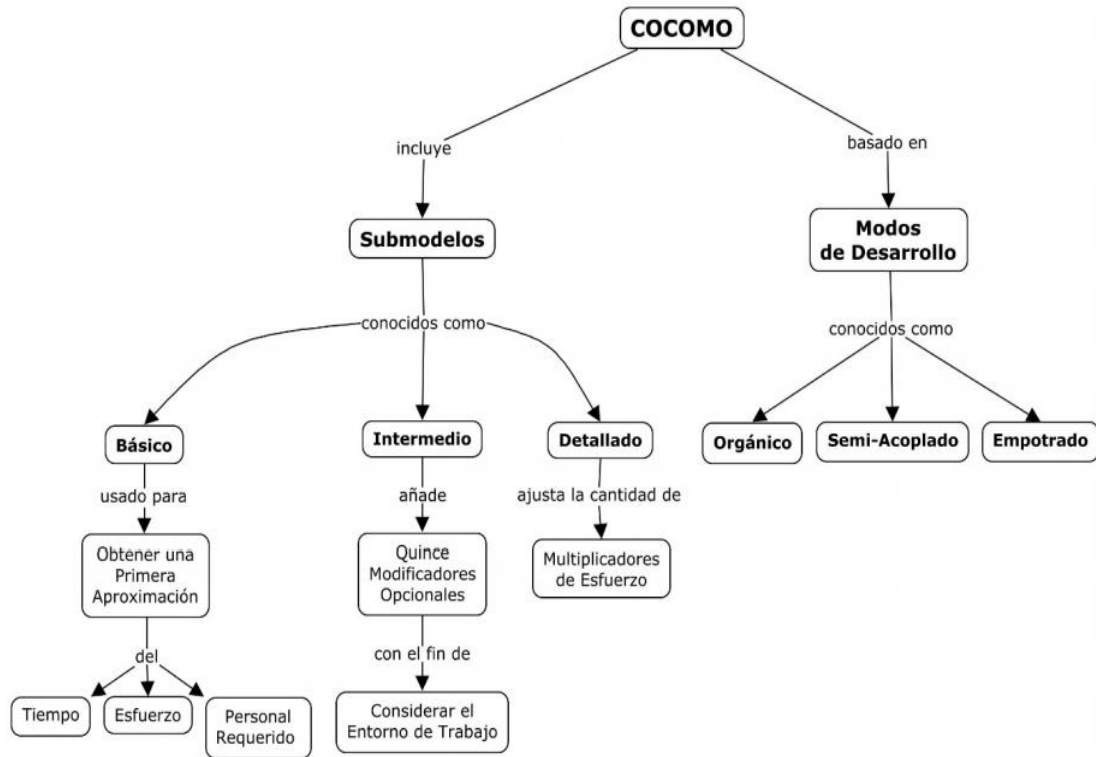 COCOMO
incluye
basado en
Submodelos
Modos
de Desarrollo
conocidos como
conocidos como
Básico
Intermedio
Detallado
Orgánico
Semi-Acoplado
Empotrado
usado para
añade
ajusta la cantidad de
Obtener una
Primera
Aproximación
Quince
Modificadores
Opcionales
Multiplicadores
de Esfuerzo
del
con el fin de
Tiempo
Esfuerzo
Personal
Requerido
Considerar el
Entorno de Trabajo